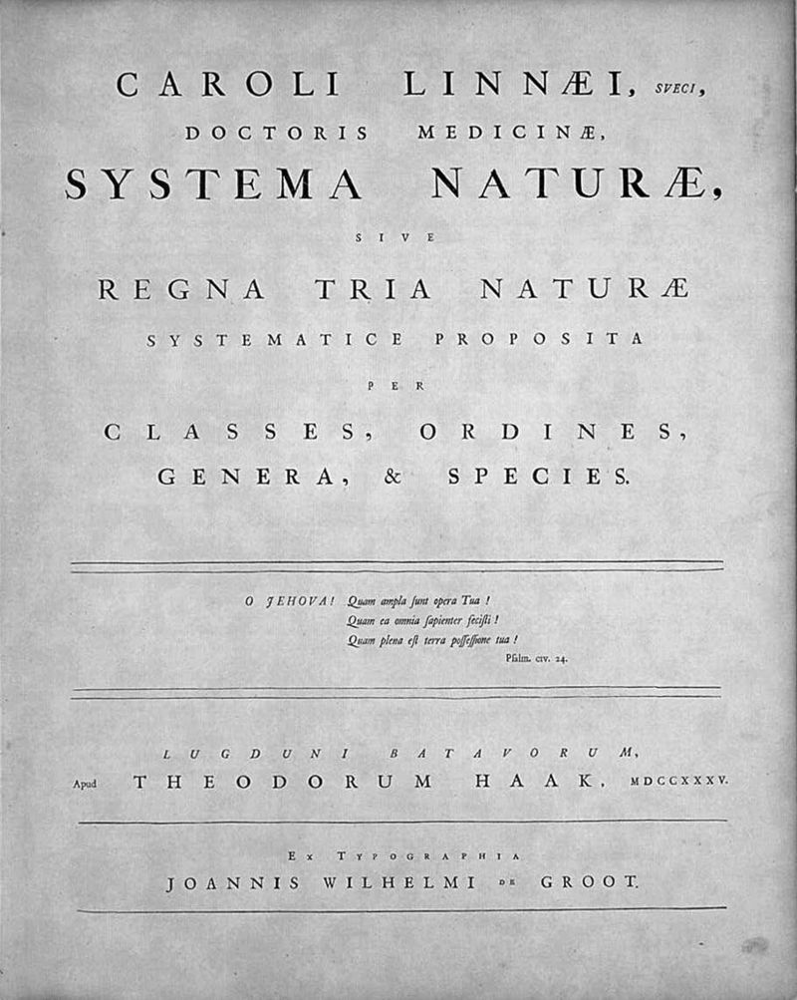 CAROLI LINNÆI, SVECI,
DOCTORIS MEDICINÆ,
SYSTEMA NATURÆ,
SIVE
REGNA TRIA NATURÆ
SYSTEMATICE PROPOSITA
PER
CLASSES, ORDINES,
GENERA, & SPECIES.
O JEHOVA! Quam ampla ſunt opera Tua !
Quam ea omnia ſapienter feciſti !
Quam plena eſt terra poſſeſſione tua !
Pſalm. civ. 24.
LUGDUNI BATAVORUM,
Apud THEODORUM HAAK, MDCCXXXV.
EX TYPOGRAPHIA
JOANNIS WILHELMI DE GROOT.